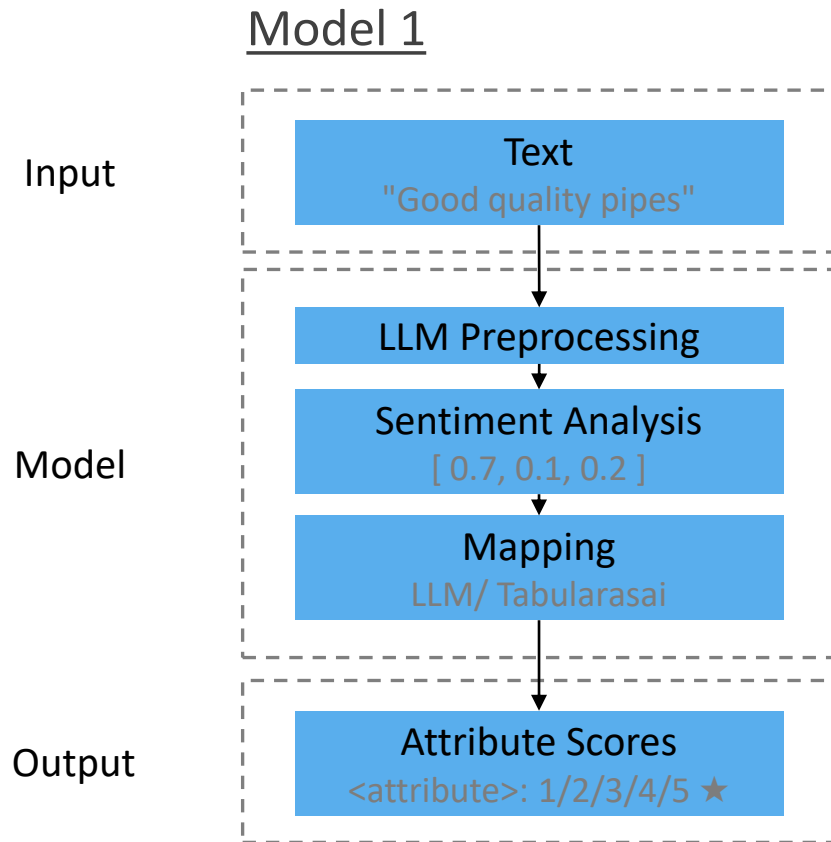 Model 1
Input
Text
"Good quality pipes"
Model
LLM Preprocessing
Sentiment Analysis
[ 0.7, 0.1, 0.2 ]
Mapping
LLM/ Tabularasai
Output
Attribute Scores
<attribute>: 1/2/3/4/5 ★